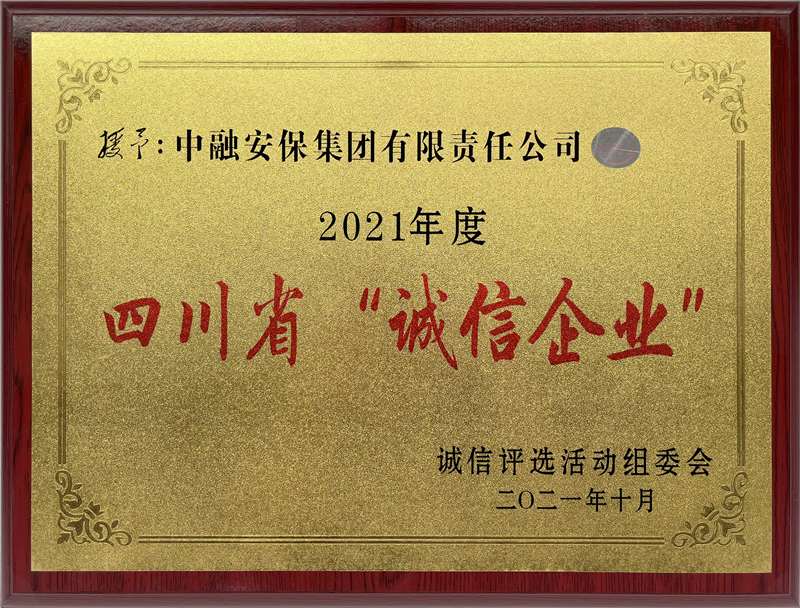 授予：中融安保集团有限责任公司
2021年度
四川省“诚信企业”
诚信评选活动组委会
二〇二一年十月